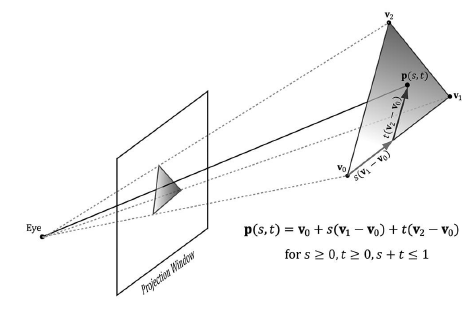 v₂
p(s, t)
v₁
t(v₂ − v₀)
v₀
s(v₁ − v₀)
Eye
Projection Window
p(s, t) = v₀ + s(v₁ − v₀) + t(v₂ − v₀)
for s ≥ 0, t ≥ 0, s + t ≤ 1